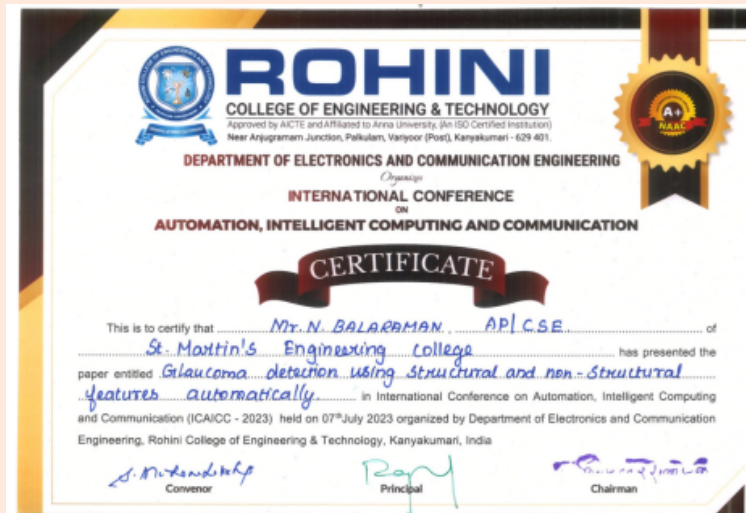 ROHINI
COLLEGE OF ENGINEERING & TECHNOLOGY
Approved by AICTE and Affiliated to Anna University, (An ISO Certified Institution)
Near Anjugramam Junction, Palkulam, Variyoor (Post), Kanyakumari - 629 401.
A+
NAAC
DEPARTMENT OF ELECTRONICS AND COMMUNICATION ENGINEERING
Organizes
INTERNATIONAL CONFERENCE
ON
AUTOMATION, INTELLIGENT COMPUTING AND COMMUNICATION
CERTIFICATE
This is to certify that Mr. N. BALARAMAN, AP/CSE of
St. Martin's Engineering college has presented the
paper entitled Glaucoma detection using structural and non-structural
features automatically in International Conference on Automation, Intelligent Computing
and Communication (ICAICC - 2023) held on 07th July 2023 organized by Department of Electronics and Communication
Engineering, Rohini College of Engineering & Technology, Kanyakumari, India
Convenor
Principal
Chairman